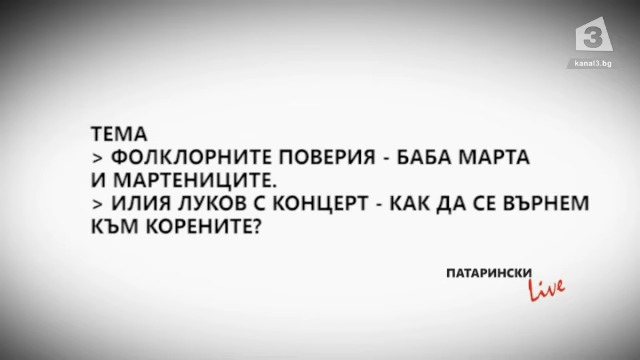 3
kanal3.bg
ТЕМА
> ФОЛКЛОРНИТЕ ПОВЕРИЯ - БАБА МАРТА
И МАРТЕНИЦИТЕ.
> ИЛИЯ ЛУКОВ С КОНЦЕРТ - КАК ДА СЕ ВЪРНЕМ
КЪМ КОРЕНИТЕ?
ПАТАРИНСКИ
Live